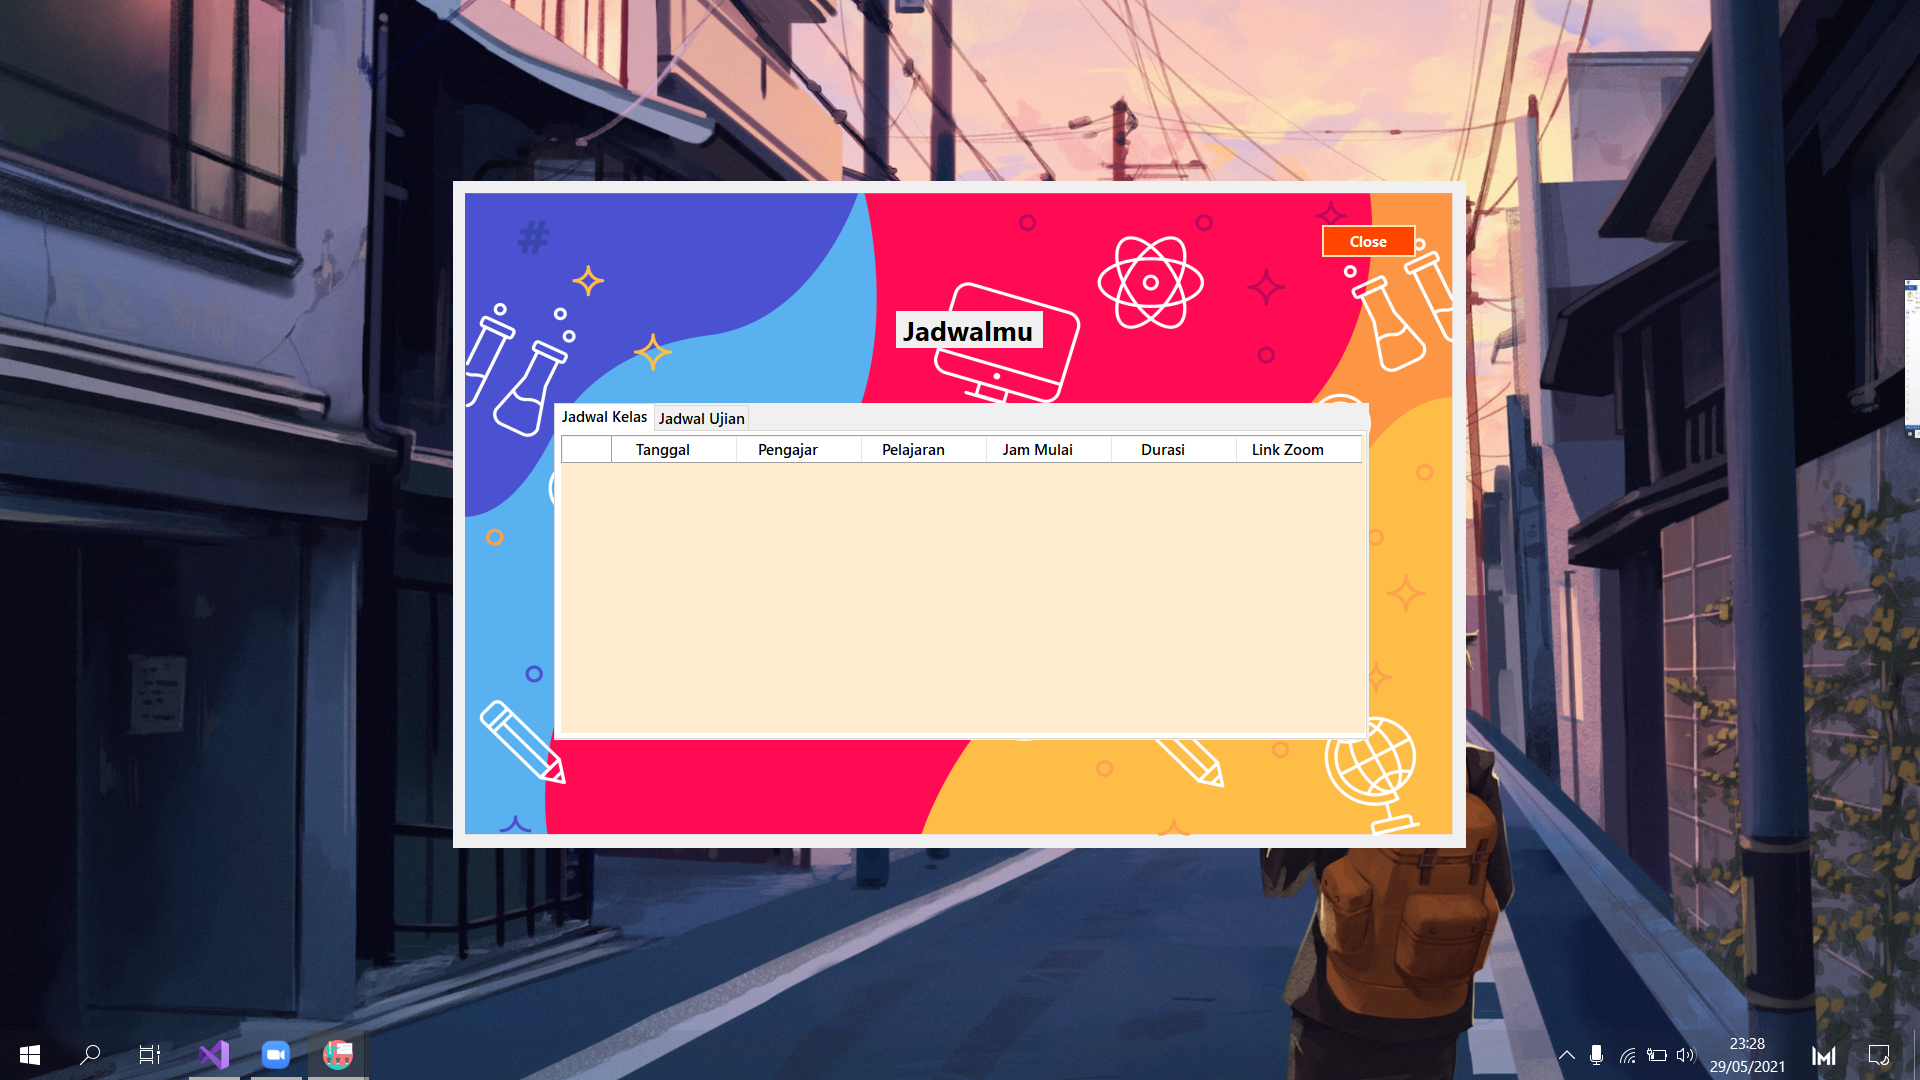 #
Close
Jadwalmu
Jadwal Kelas Jadwal Ujian
Tanggal Pengajar Pelajaran Jam Mulai Durasi Link Zoom
23:28
29/05/2021